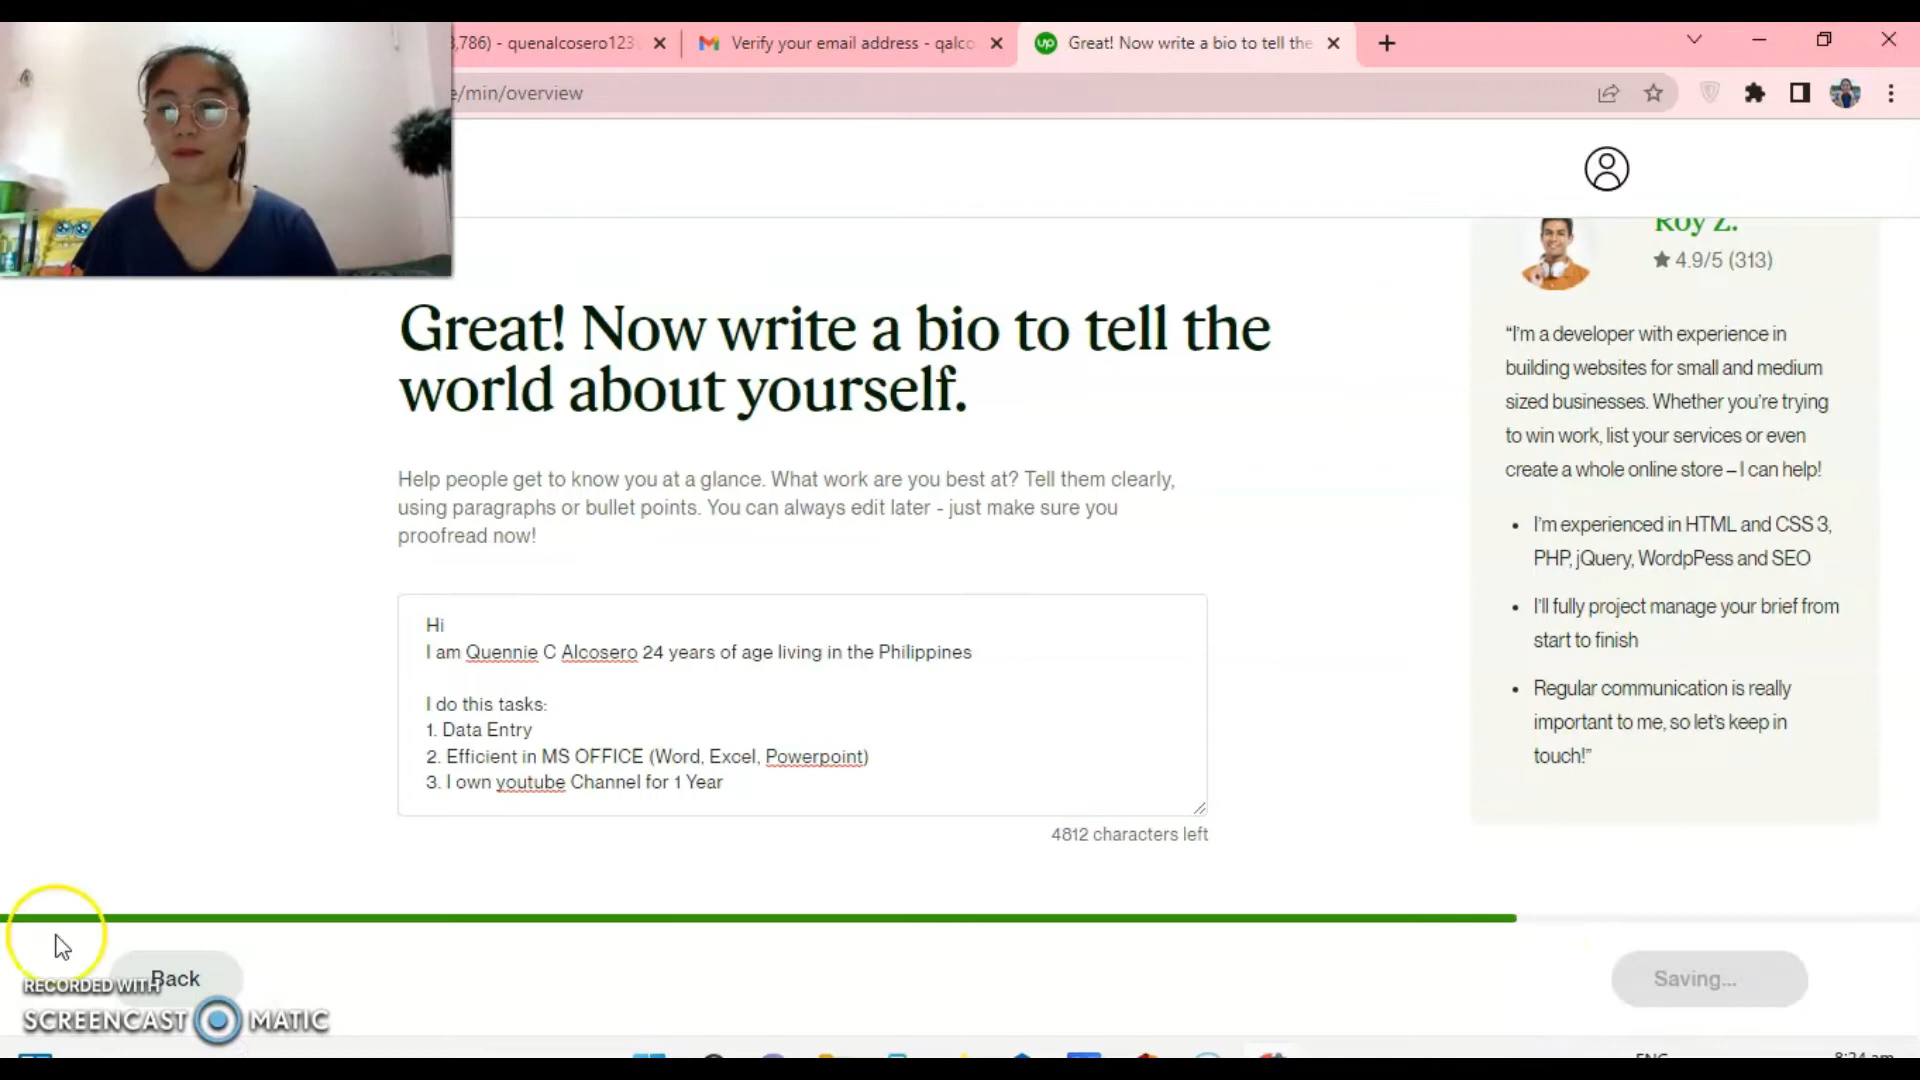 ,786) - quenalcosero123
Verify your email address - qalco
up
Great! Now write a bio to tell the
e/min/overview
Roy Z.
4.9/5 (313)
Great! Now write a bio to tell the
world about yourself.
Help people get to know you at a glance. What work are you best at? Tell them clearly,
using paragraphs or bullet points. You can always edit later - just make sure you
proofread now!
Hi
I am Quennie C Alcosero 24 years of age living in the Philippines
I do this tasks:
1. Data Entry
2. Efficient in MS OFFICE (Word, Excel, Powerpoint)
3. I own youtube Channel for 1 Year
4812 characters left
“I’m a developer with experience in
building websites for small and medium
sized businesses. Whether you’re trying
to win work, list your services or even
create a whole online store – I can help!
• I’m experienced in HTML and CSS 3,
PHP, jQuery, WordpPess and SEO
• I’ll fully project manage your brief from
start to finish
• Regular communication is really
important to me, so let’s keep in
touch!”
Back
Saving...
RECORDED WITH
SCREENCAST MATIC
ENG